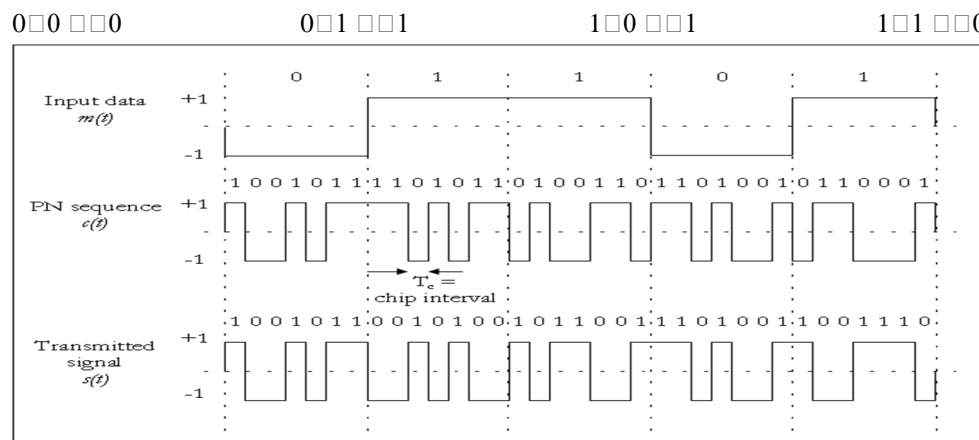 0□0 □□0 0□1 □□1 1□0 □□1 1□1 □□0
0 1 1 0 1
Input data
m(t)
+1
-1
1 0 0 1 0 1 1 1 1 0 1 0 1 1 0 1 0 0 1 1 0 1 1 0 1 0 0 1 0 1 1 0 0 0 1
PN sequence
c(t)
+1
-1
T_c =
chip interval
1 0 0 1 0 1 1 0 0 1 0 1 0 0 1 0 1 1 0 0 1 1 1 0 1 0 0 1 1 0 0 1 1 1 0
Transmitted
signal
s(t)
+1
-1